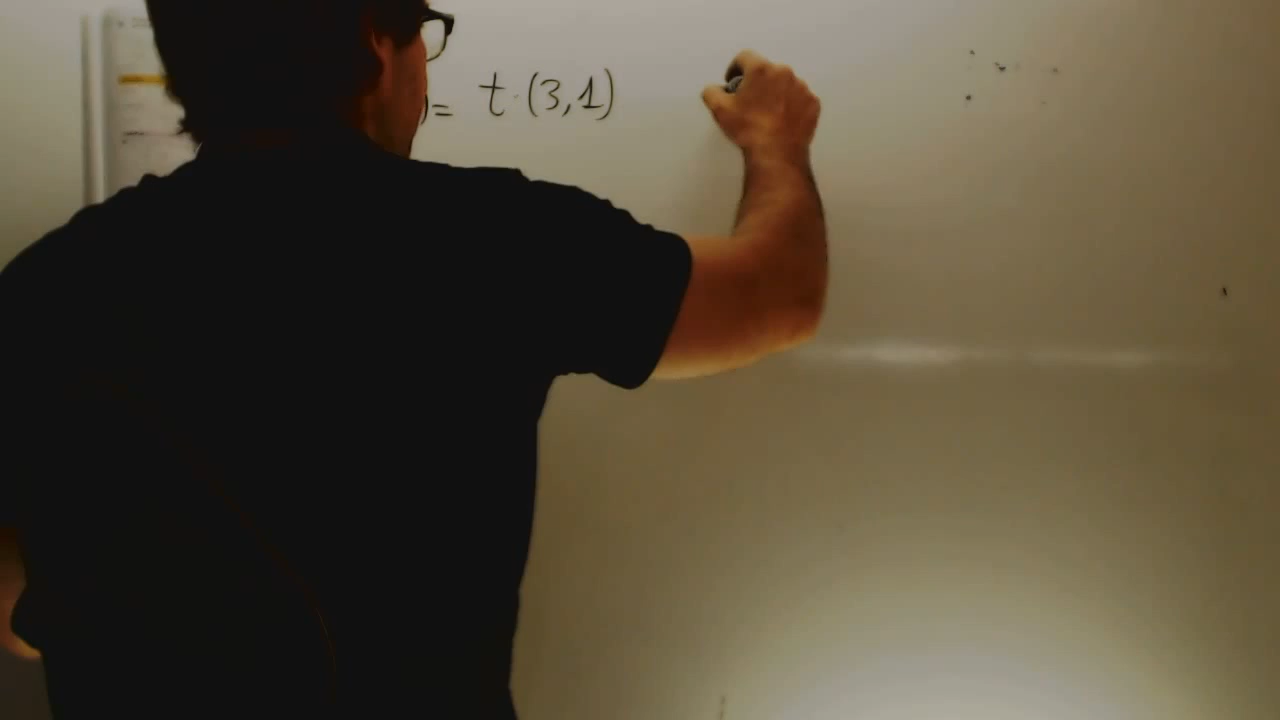 )= t·(3,1)